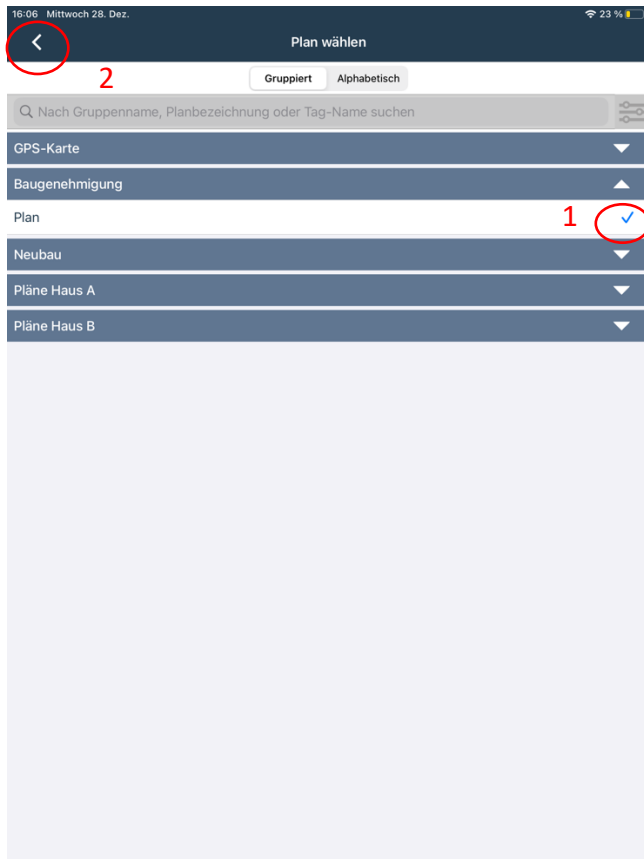 16:06 Mittwoch 28. Dez. 23 %
Plan wählen
2
Gruppiert Alphabetisch
Nach Gruppenname, Planbezeichnung oder Tag-Name suchen
GPS-Karte
Baugenehmigung
Plan 1
Neubau
Pläne Haus A
Pläne Haus B